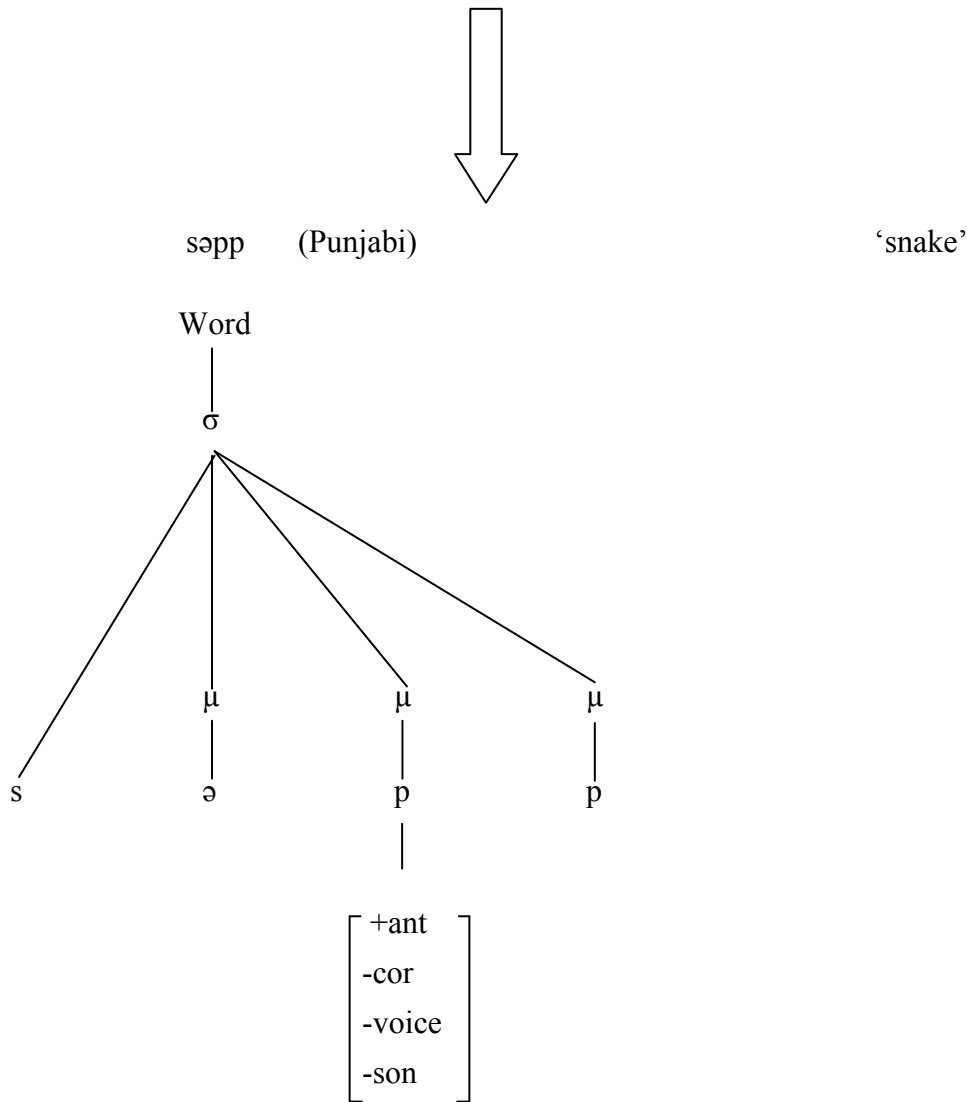 səpp (Punjabi) ‘snake’
Word
σ
μ μ μ
s ə p p
+ant
-cor
-voice
-son